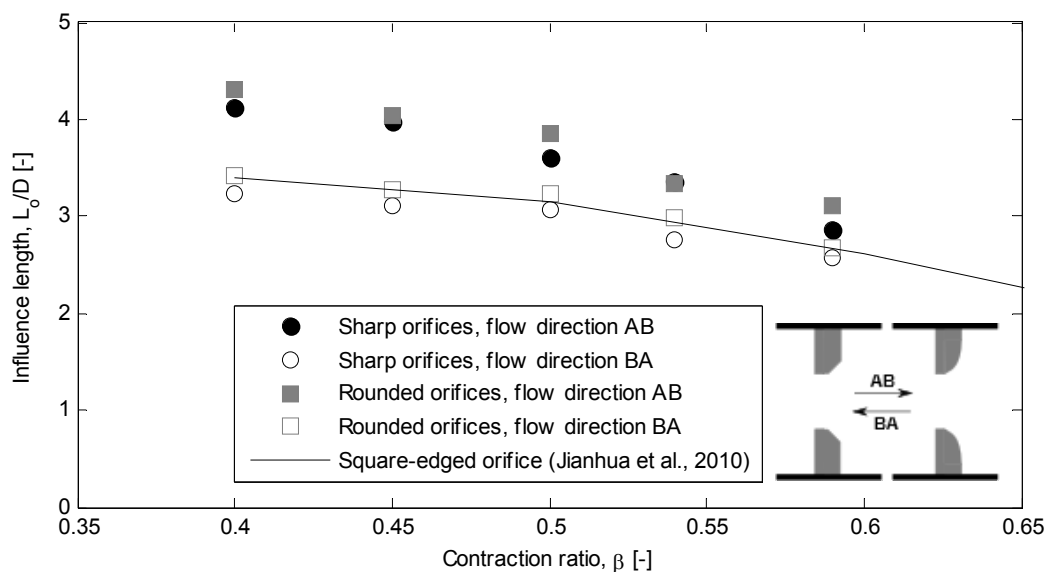 5
4
3
2
1
0
Influence length, Lo/D [-]
Sharp orifices, flow direction AB
Sharp orifices, flow direction BA
Rounded orifices, flow direction AB
Rounded orifices, flow direction BA
Square-edged orifice (Jianhua et al., 2010)
AB
BA
0.35 0.4 0.45 0.5 0.55 0.6 0.65
Contraction ratio, β [-]